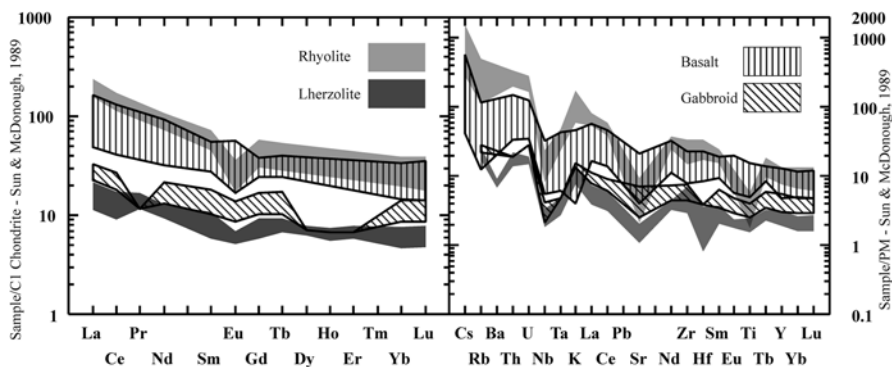 Sample/C1 Chondrite - Sun & McDonough, 1989
1000
100
10
1
Rhyolite
Lherzolite
La Pr Nd Sm Eu Gd Tb Dy Ho Er Tm Yb Lu
Ce
Basalt
Gabbroid
2000
1000
100
10
1
0.1
Cs Ba U Ta La Pb Nd Zr Sm Ti Y Lu
Rb Th Nb K Ce Sr Hf Eu Tb Yb
Sample/PM - Sun & McDonough, 1989